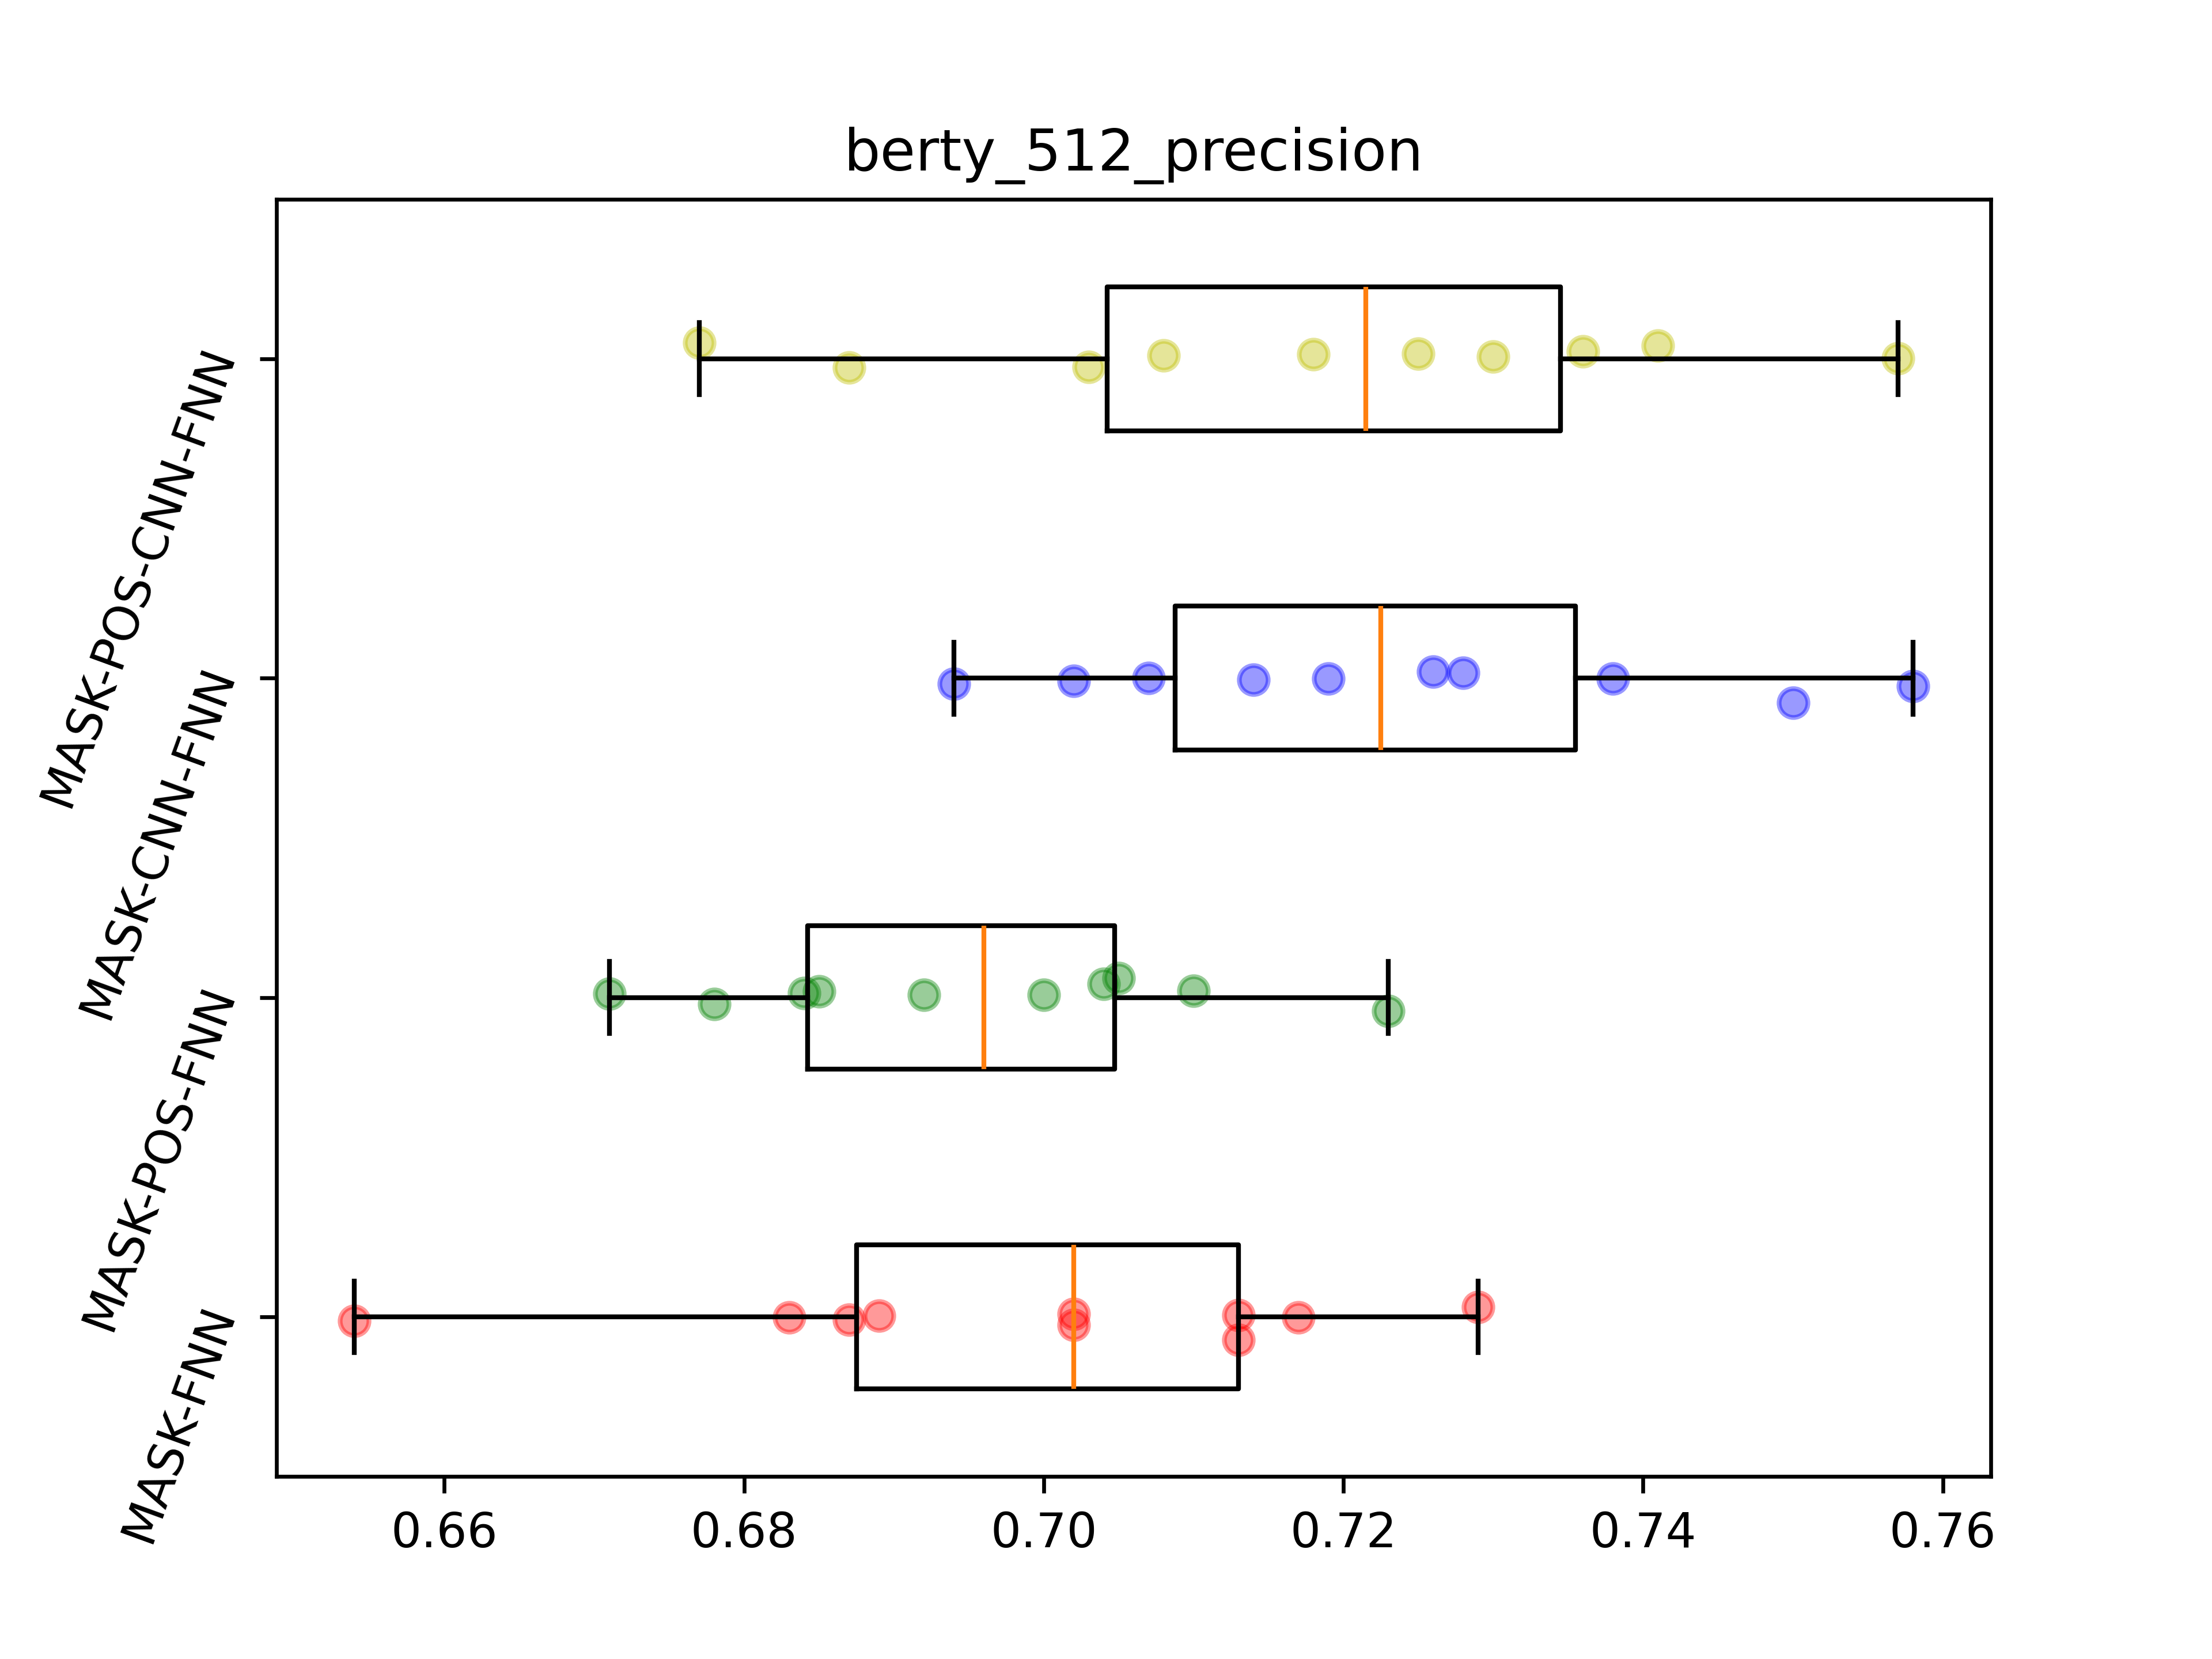 berty_512_precision
MASK-POS-CNN-FNN
MASK-CNN-FNN
MASK-POS-FNN
MASK-FNN
0.66 0.68 0.70 0.72 0.74 0.76